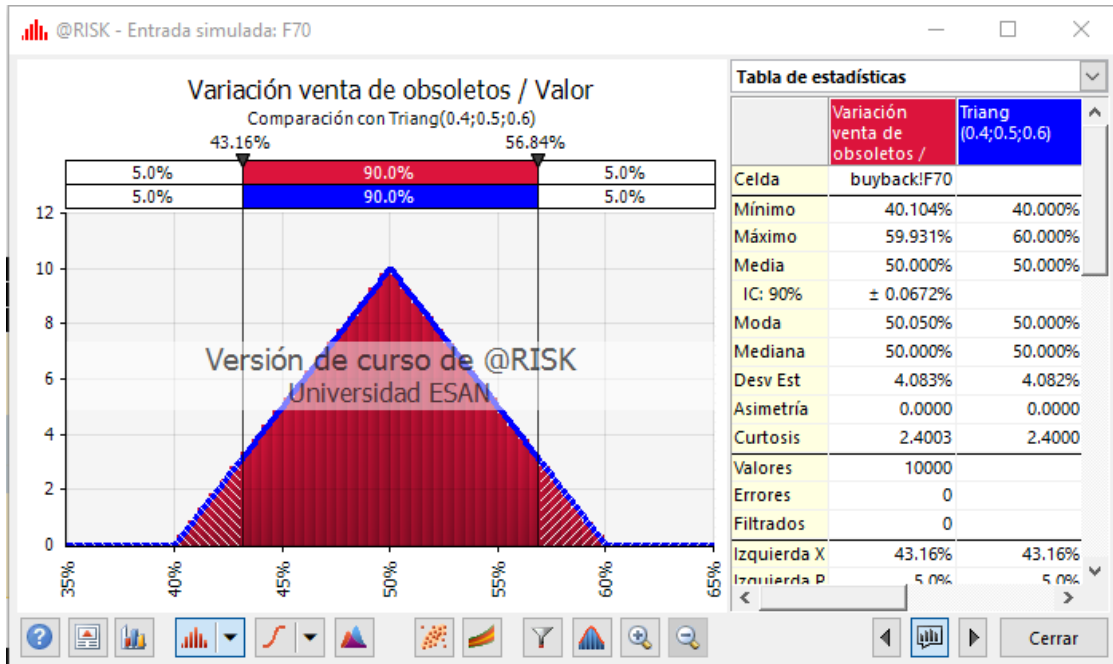 @RISK - Entrada simulada: F70
Variación venta de obsoletos / Valor
Comparación con Triang(0.4;0.5;0.6)
43.16% 56.84%
5.0% 90.0% 5.0%
5.0% 90.0% 5.0%
12
10
8
6
4
2
0
35% 40% 45% 50% 55% 60% 65%
Versión de curso de @RISK
Universidad ESAN
Tabla de estadísticas
Variación venta de obsoletos / Triang (0.4;0.5;0.6)
Celda buyback!F70
Mínimo 40.104% 40.000%
Máximo 59.931% 60.000%
Media 50.000% 50.000%
IC: 90% ± 0.0672%
Moda 50.050% 50.000%
Mediana 50.000% 50.000%
Desv Est 4.083% 4.082%
Asimetría 0.0000 0.0000
Curtosis 2.4003 2.4000
Valores 10000
Errores 0
Filtrados 0
Izquierda X 43.16% 43.16%
Izquierda P 5.0% 5.0%
Cerrar